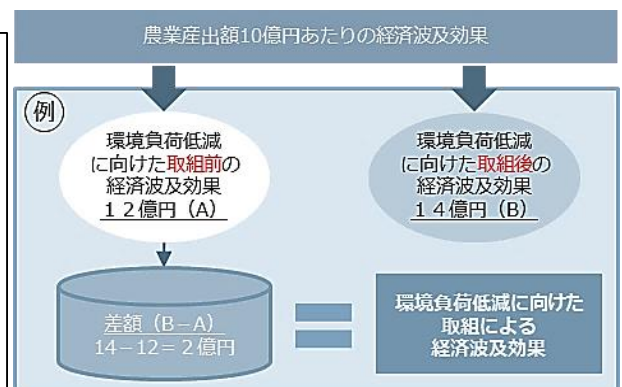 農業産出額10億円あたりの経済波及効果
例
環境負荷低減
に向けた取組前の
経済波及効果
１２億円（A）
環境負荷低減
に向けた取組後の
経済波及効果
１４億円（B）
差額（B－A）
14－12＝２億円
環境負荷低減に向けた
取組による
経済波及効果